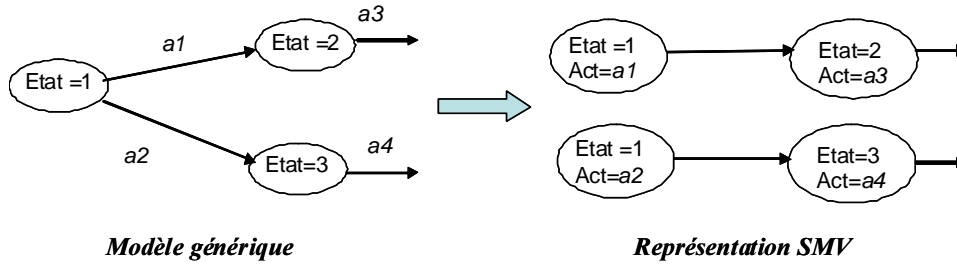 a3
Etat =2
a1
Etat =1
a2
Etat=3
a4
Modèle générique
Etat =1
Act=a1
Etat=2
Act=a3
Etat =1
Act=a2
Etat=3
Act=a4
Représentation SMV